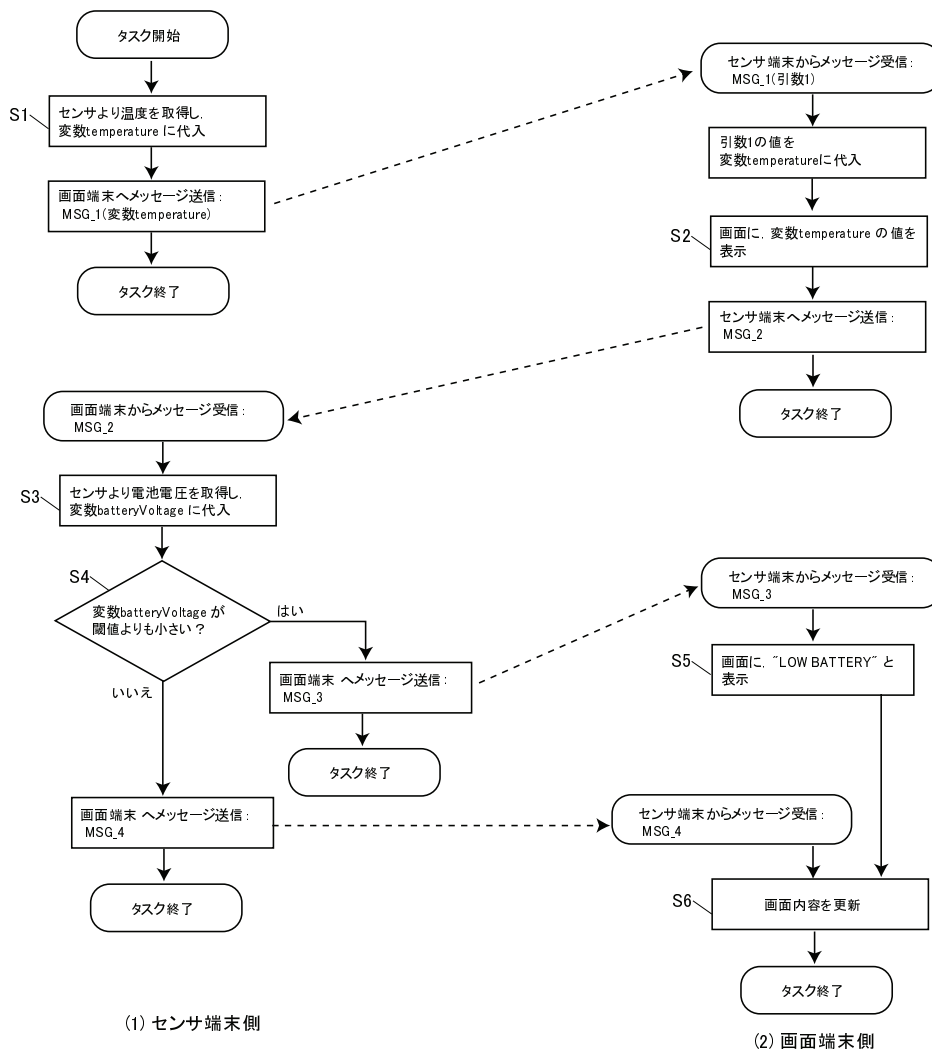 タスク開始
S1
センサより温度を取得し,
変数temperature に代入
画面端末へメッセージ送信:
MSG_1(変数temperature)
タスク終了
センサ端末からメッセージ受信:
MSG_1(引数1)
引数1の値を
変数temperatureに代入
S2
画面に, 変数temperature の値を
表示
センサ端末へメッセージ送信:
MSG_2
タスク終了
画面端末からメッセージ受信:
MSG_2
S3
センサより電池電圧を取得し,
変数batteryVoltage に代入
S4
変数batteryVoltage が
閾値よりも小さい？
はい
いいえ
画面端末 へメッセージ送信:
MSG_3
タスク終了
センサ端末からメッセージ受信:
MSG_3
S5
画面に, "LOW BATTERY" と
表示
画面端末 へメッセージ送信:
MSG_4
タスク終了
センサ端末からメッセージ受信:
MSG_4
S6
画面内容を更新
タスク終了
(1) センサ端末側
(2) 画面端末側